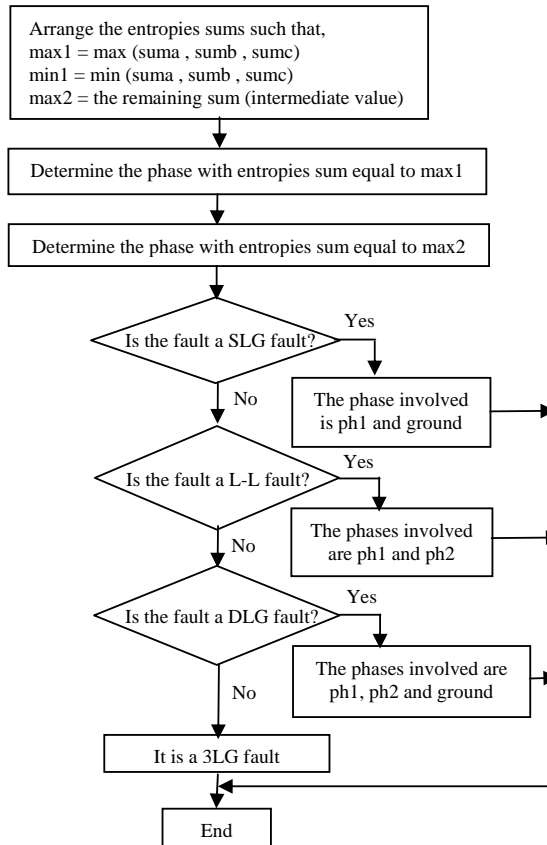 Arrange the entropies sums such that,
max1 = max (suma , sumb , sumc)
min1 = min (suma , sumb , sumc)
max2 = the remaining sum (intermediate value)
Determine the phase with entropies sum equal to max1
Determine the phase with entropies sum equal to max2
Is the fault a SLG fault?
Yes
The phase involved
is ph1 and ground
No
Is the fault a L-L fault?
Yes
The phases involved
are ph1 and ph2
No
Is the fault a DLG fault?
Yes
The phases involved are
ph1, ph2 and ground
No
It is a 3LG fault
End